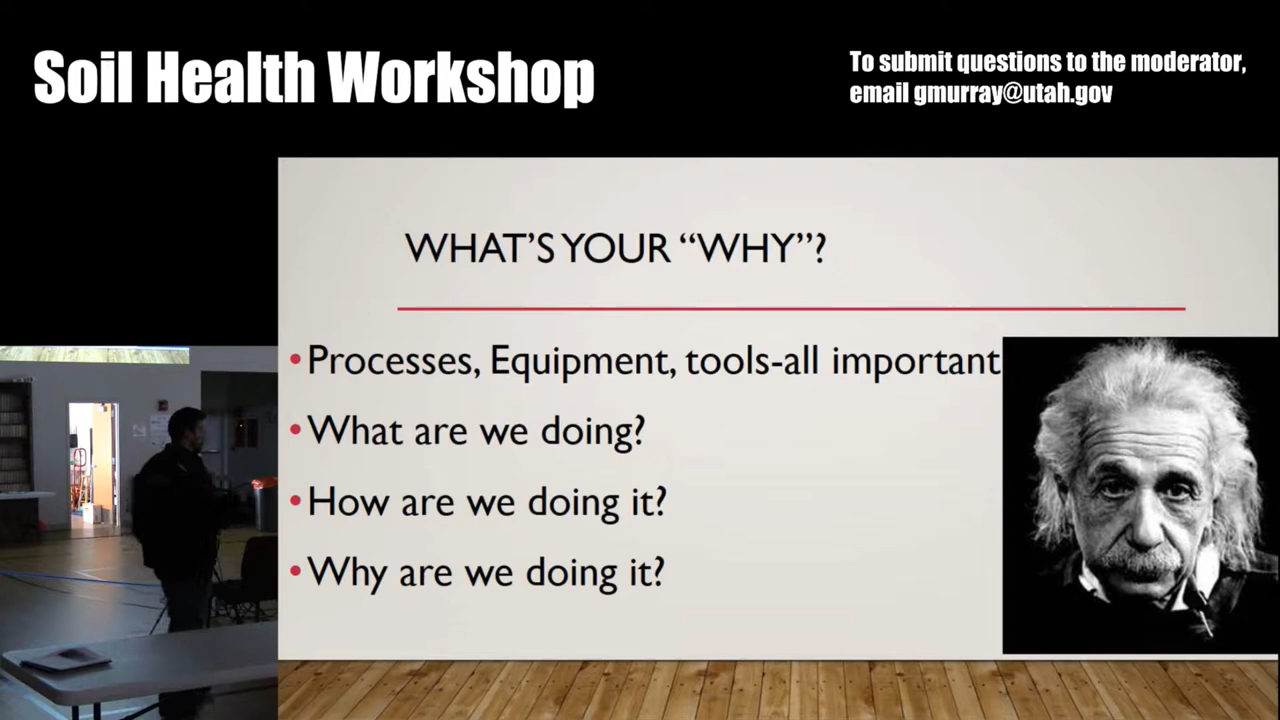 Soil Health Workshop
To submit questions to the moderator,
email gmurray@utah.gov
WHAT'S YOUR “WHY”?
•Processes, Equipment, tools-all important
•What are we doing?
•How are we doing it?
•Why are we doing it?